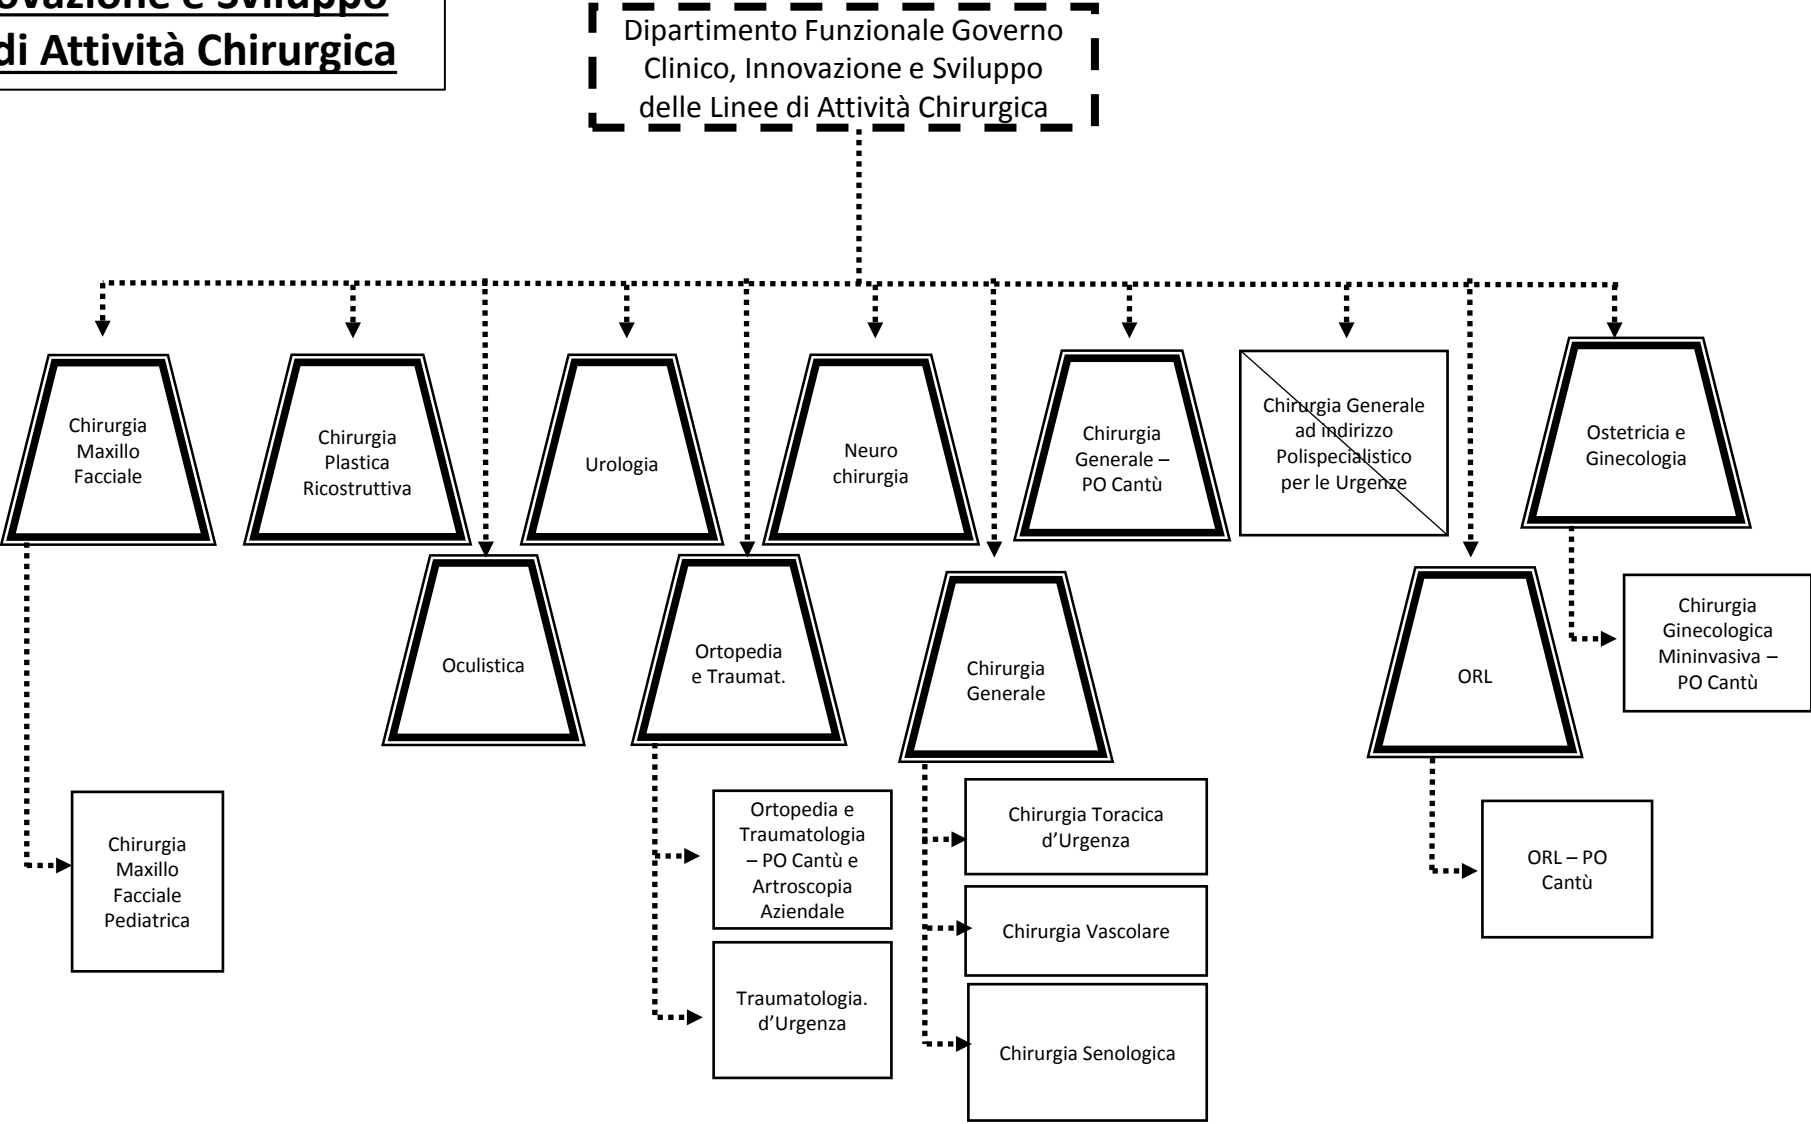 ovazione e Sviluppo
di Attività Chirurgica
Dipartimento Funzionale Governo
Clinico, Innovazione e Sviluppo
delle Linee di Attività Chirurgica
Chirurgia
Maxillo
Facciale
Chirurgia
Plastica
Ricostruttiva
Urologia
Neuro
chirurgia
Chirurgia
Generale –
PO Cantù
Chirurgia Generale
ad indirizzo
Polispecialistico
per le Urgenze
Ostetricia e
Ginecologia
Oculistica
Ortopedia
e Traumat.
Chirurgia
Generale
ORL
Chirurgia
Ginecologica
Mininvasiva –
PO Cantù
Chirurgia
Maxillo
Facciale
Pediatrica
Ortopedia e
Traumatologia
– PO Cantù e
Artroscopia
Aziendale
Traumatologia.
d’Urgenza
Chirurgia Toracica
d’Urgenza
Chirurgia Vascolare
Chirurgia Senologica
ORL – PO
Cantù